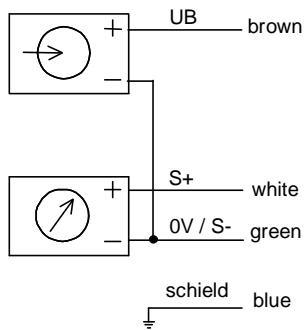 + UB brown
−
+ S+ white
− 0V / S- green
schield blue